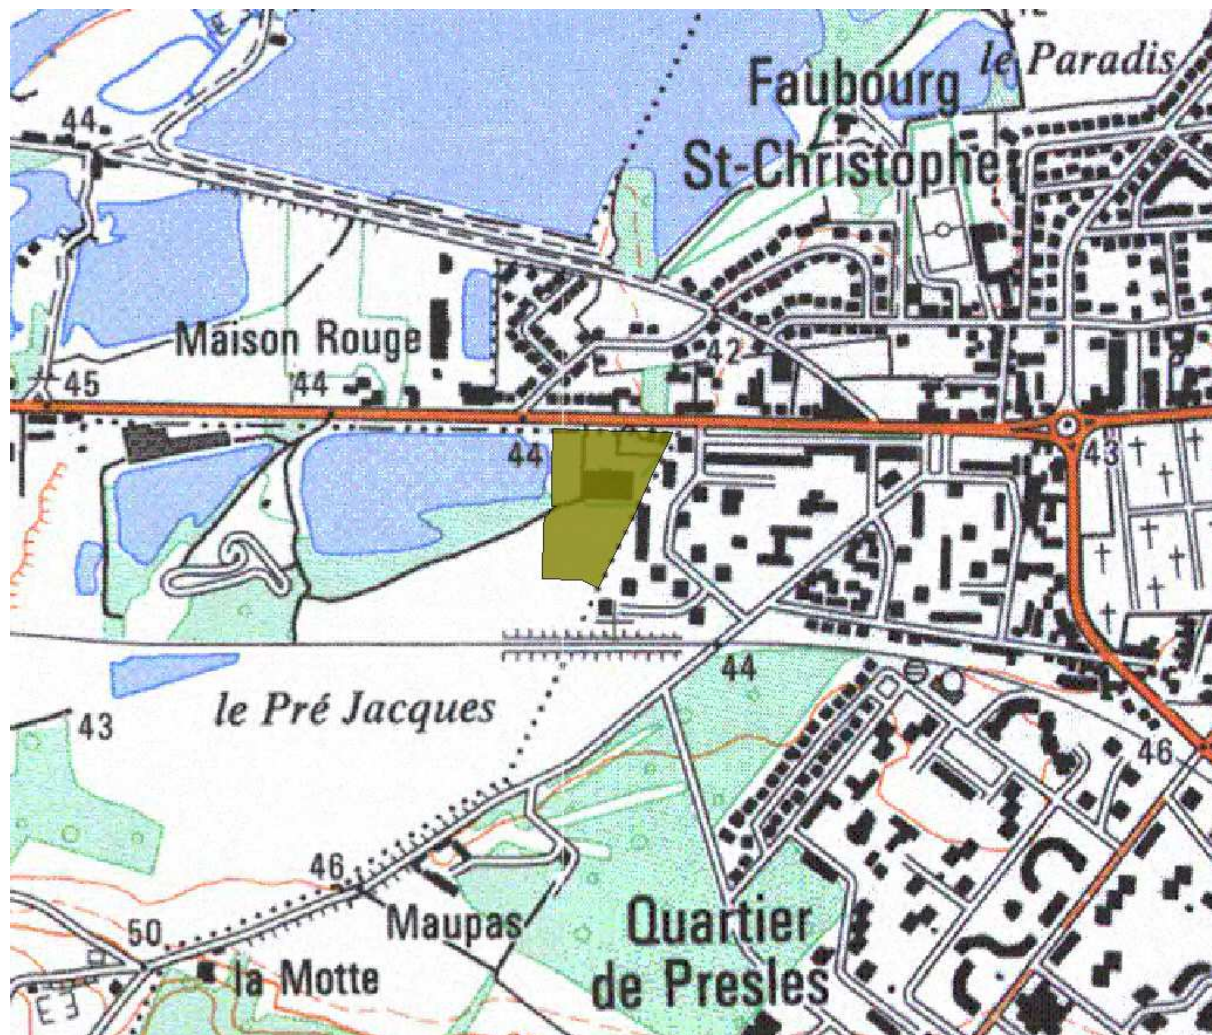 le Paradis
Faubourg
St-Christophe
44
Maison Rouge
42
45
44
44
43
44
le Pré Jacques
43
46
46
Maupas
50
Quartier
de Presles
la Motte